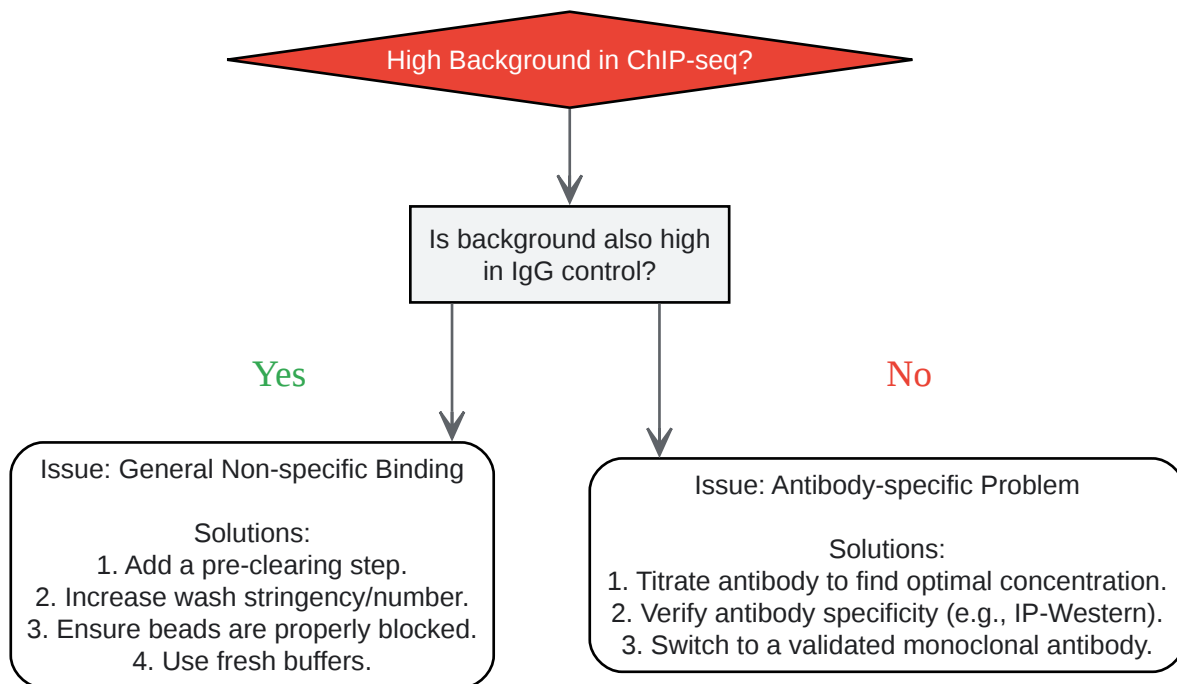 High Background in ChIP-seq?
Is background also high
in IgG control?
Yes
No
Issue: General Non-specific Binding
Solutions:
1. Add a pre-clearing step.
2. Increase wash stringency/number.
3. Ensure beads are properly blocked.
4. Use fresh buffers.
Issue: Antibody-specific Problem
Solutions:
1. Titrate antibody to find optimal concentration.
2. Verify antibody specificity (e.g., IP-Western).
3. Switch to a validated monoclonal antibody.